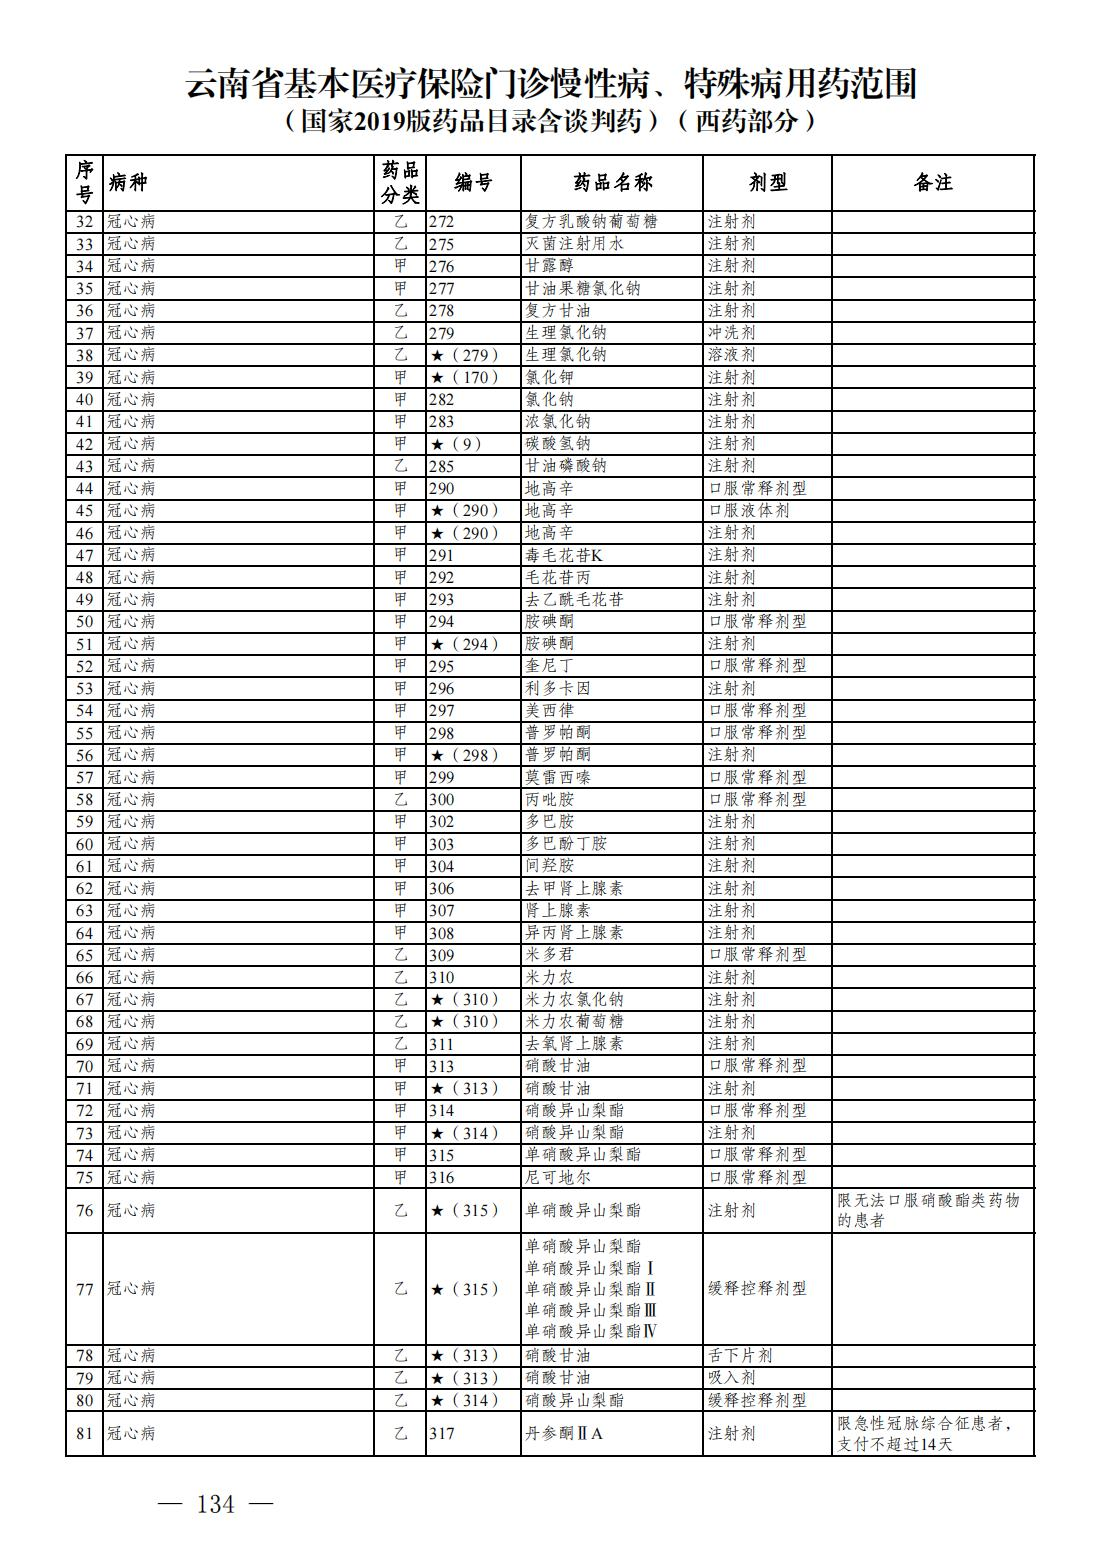 云南省基本医疗保险门诊慢性病、特殊病用药范围
（国家2019版药品目录含谈判药）（西药部分）
序号 病种 药品分类 编号 药品名称 剂型 备注
32 冠心病 乙 272 复方乳酸钠葡萄糖 注射剂
33 冠心病 乙 275 灭菌注射用水 注射剂
34 冠心病 甲 276 甘露醇 注射剂
35 冠心病 甲 277 甘油果糖氯化钠 注射剂
36 冠心病 乙 278 复方甘油 注射剂
37 冠心病 乙 279 生理氯化钠 冲洗剂
38 冠心病 乙 ★（279） 生理氯化钠 溶液剂
39 冠心病 甲 ★（170） 氯化钾 注射剂
40 冠心病 甲 282 氯化钠 注射剂
41 冠心病 甲 283 浓氯化钠 注射剂
42 冠心病 甲 ★（9） 碳酸氢钠 注射剂
43 冠心病 乙 285 甘油磷酸钠 注射剂
44 冠心病 甲 290 地高辛 口服常释剂型
45 冠心病 甲 ★（290） 地高辛 口服液体剂
46 冠心病 甲 ★（290） 地高辛 注射剂
47 冠心病 甲 291 毒毛花苷K 注射剂
48 冠心病 甲 292 毛花苷丙 注射剂
49 冠心病 甲 293 去乙酰毛花苷 注射剂
50 冠心病 甲 294 胺碘酮 口服常释剂型
51 冠心病 甲 ★（294） 胺碘酮 注射剂
52 冠心病 甲 295 奎尼丁 口服常释剂型
53 冠心病 甲 296 利多卡因 注射剂
54 冠心病 甲 297 美西律 口服常释剂型
55 冠心病 甲 298 普罗帕酮 口服常释剂型
56 冠心病 甲 ★（298） 普罗帕酮 注射剂
57 冠心病 甲 299 莫雷西嗪 口服常释剂型
58 冠心病 乙 300 丙吡胺 口服常释剂型
59 冠心病 甲 302 多巴胺 注射剂
60 冠心病 甲 303 多巴酚丁胺 注射剂
61 冠心病 甲 304 间羟胺 注射剂
62 冠心病 甲 306 去甲肾上腺素 注射剂
63 冠心病 甲 307 肾上腺素 注射剂
64 冠心病 甲 308 异丙肾上腺素 注射剂
65 冠心病 乙 309 米多君 口服常释剂型
66 冠心病 乙 310 米力农 注射剂
67 冠心病 乙 ★（310） 米力农氯化钠 注射剂
68 冠心病 乙 ★（310） 米力农葡萄糖 注射剂
69 冠心病 乙 311 去氧肾上腺素 注射剂
70 冠心病 甲 313 硝酸甘油 口服常释剂型
71 冠心病 甲 ★（313） 硝酸甘油 注射剂
72 冠心病 甲 314 硝酸异山梨酯 口服常释剂型
73 冠心病 甲 ★（314） 硝酸异山梨酯 注射剂
74 冠心病 甲 315 单硝酸异山梨酯 口服常释剂型
75 冠心病 甲 316 尼可地尔 口服常释剂型
76 冠心病 乙 ★（315） 单硝酸异山梨酯 注射剂 限无法口服硝酸酯类药物
的患者
单硝酸异山梨酯
单硝酸异山梨酯Ⅰ
77 冠心病 乙 ★（315） 单硝酸异山梨酯Ⅱ 缓释控释剂型
单硝酸异山梨酯Ⅲ
单硝酸异山梨酯Ⅳ
78 冠心病 乙 ★（313） 硝酸甘油 舌下片剂
79 冠心病 乙 ★（313） 硝酸甘油 吸入剂
80 冠心病 乙 ★（314） 硝酸异山梨酯 缓释控释剂型
81 冠心病 乙 317 丹参酮ⅡA 注射剂 限急性冠脉综合征患者，
支付不超过14天
— 134 —